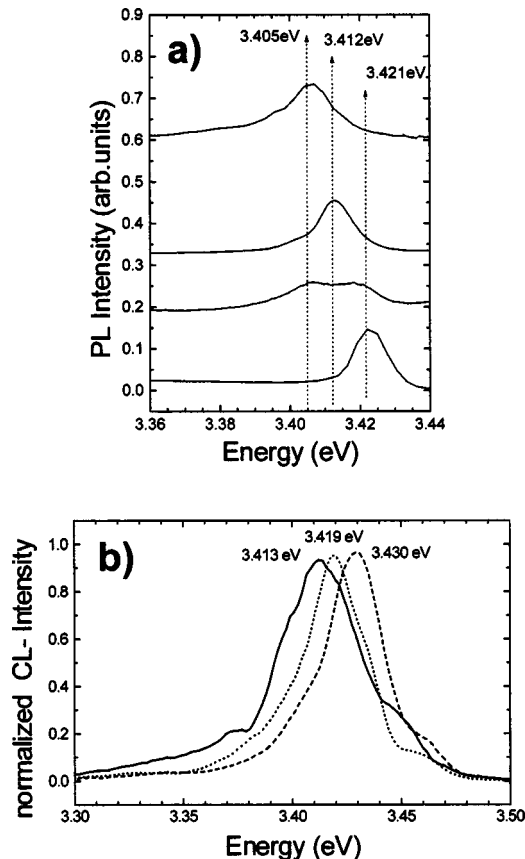 a)
3.405eV
3.412eV
3.421eV
PL Intensity (arb.units)
0.9
0.8
0.7
0.6
0.5
0.4
0.3
0.2
0.1
0.0
3.36 3.38 3.40 3.42 3.44
Energy (eV)
b)
3.413 eV
3.419 eV
3.430 eV
normalized CL- Intensity
1.0
0.8
0.6
0.4
0.2
0.0
3.30 3.35 3.40 3.45 3.50
Energy (eV)